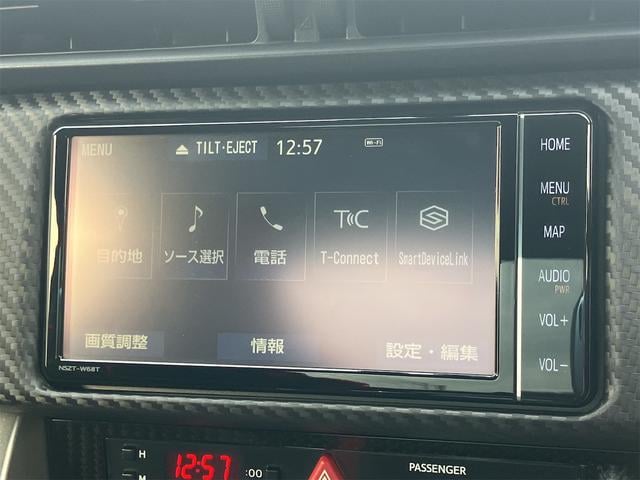 MENU TILT·EJECT 12:57 Wi-Fi
目的地 ソース選択 電話 T-Connect SmartDeviceLink
画質調整 情報 設定・編集
NSZT-W68T
HOME
MENU
CTRL
MAP
AUDIO
PWR
VOL+
VOL-
H 12:57 :00 PASSENGER
M